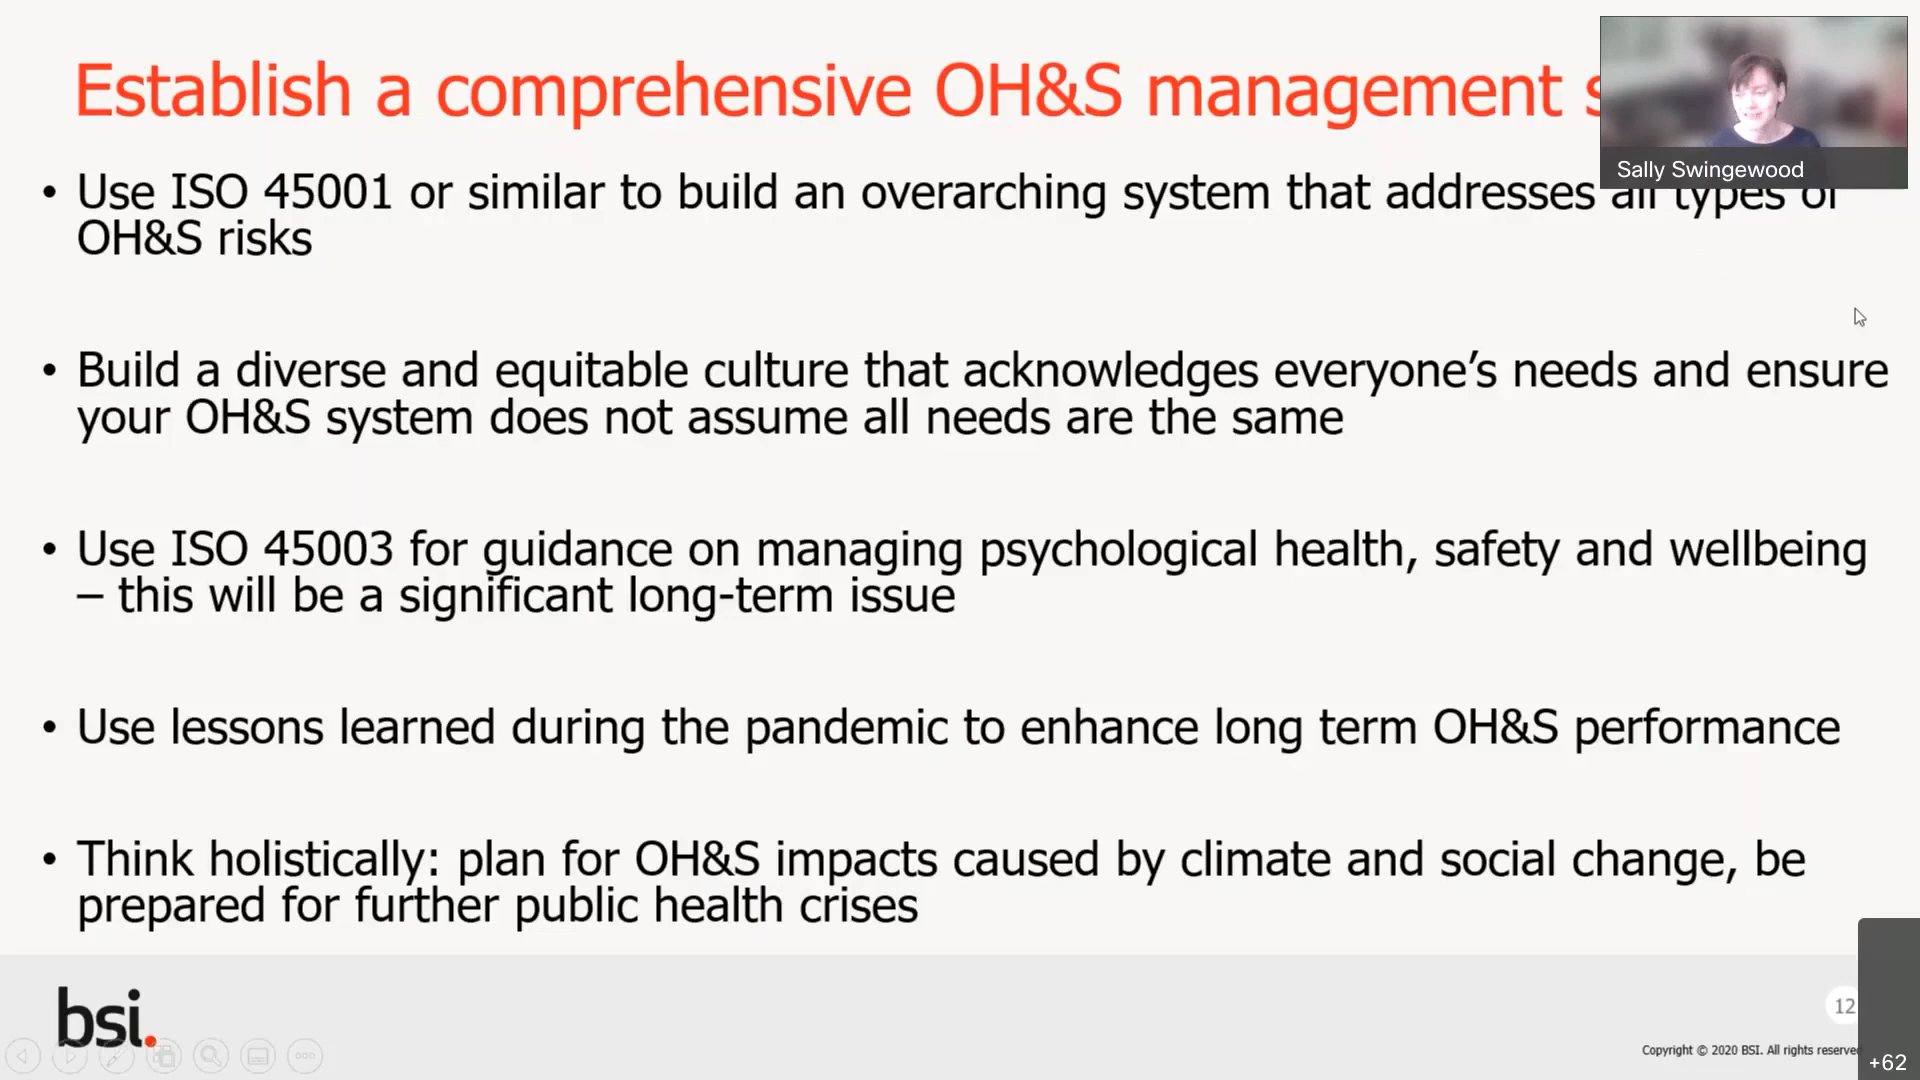 Establish a comprehensive OH&S management s
Sally Swingewood
• Use ISO 45001 or similar to build an overarching system that addresses all types of
OH&S risks
• Build a diverse and equitable culture that acknowledges everyone’s needs and ensure
your OH&S system does not assume all needs are the same
• Use ISO 45003 for guidance on managing psychological health, safety and wellbeing
– this will be a significant long-term issue
• Use lessons learned during the pandemic to enhance long term OH&S performance
• Think holistically: plan for OH&S impacts caused by climate and social change, be
prepared for further public health crises
bsi.
12
Copyright © 2020 BSI. All rights reserved
+62